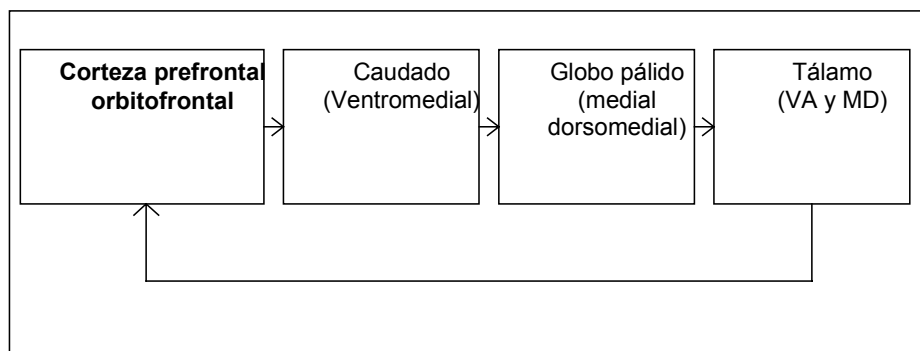 Corteza prefrontal
orbitofrontal
Caudado
(Ventromedial)
Globo pálido
(medial
dorsomedial)
Tálamo
(VA y MD)